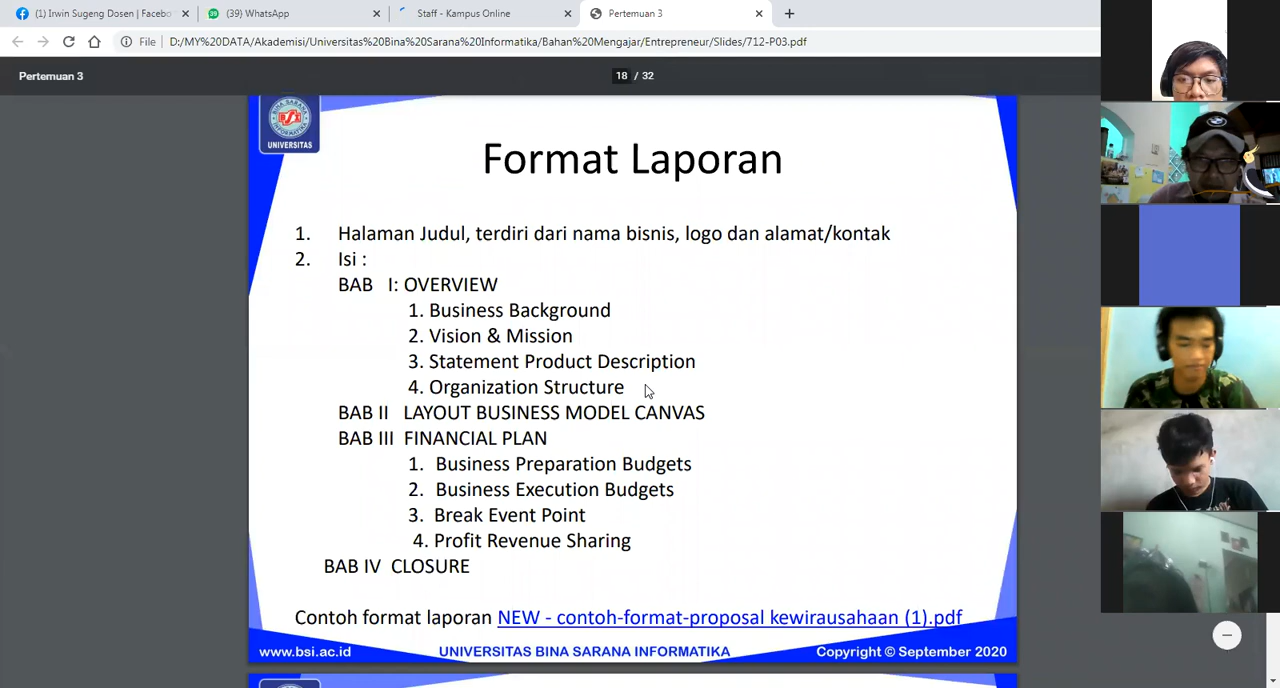 (1) Irwin Sugeng Dosen | Facebo
(39) WhatsApp
Staff - Kampus Online
Pertemuan 3
File
D:/MY%20DATA/Akademisi/Universitas%20Bina%20Sarana%20Informatika/Bahan%20Mengajar/Entrepreneur/Slides/712-P03.pdf
Pertemuan 3
18 / 32
BINA SARANA
BSI
UNIVERSITAS
Format Laporan
1. Halaman Judul, terdiri dari nama bisnis, logo dan alamat/kontak
2. Isi :
BAB I: OVERVIEW
1. Business Background
2. Vision & Mission
3. Statement Product Description
4. Organization Structure
BAB II LAYOUT BUSINESS MODEL CANVAS
BAB III FINANCIAL PLAN
1. Business Preparation Budgets
2. Business Execution Budgets
3. Break Event Point
4. Profit Revenue Sharing
BAB IV CLOSURE
Contoh format laporan NEW - contoh-format-proposal kewirausahaan (1).pdf
www.bsi.ac.id
UNIVERSITAS BINA SARANA INFORMATIKA
Copyright © September 2020